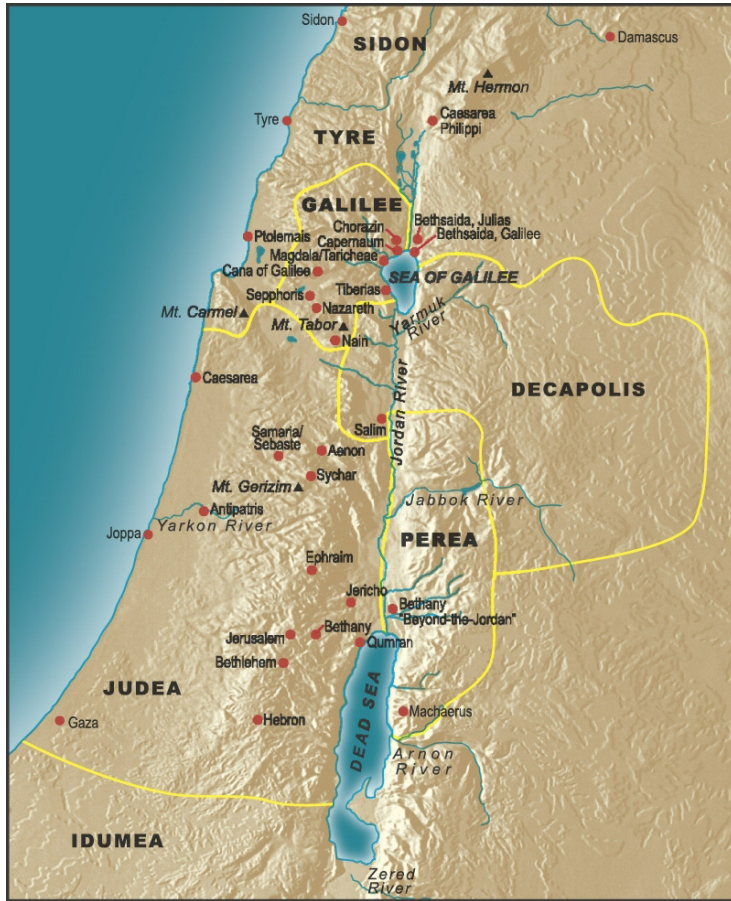 Sidon
SIDON
Damascus
Mt. Hermon
Tyre
Caesarea
Philippi
TYRE
GALILEE
Chorazin
Bethsaida, Julias
Ptolemais
Capernaum
Bethsaida, Galilee
Magdala/Taricheae
Cana of Galilee
SEA OF GALILEE
Sepphoris
Tiberias
Mt. Carmel
Nazareth
Mt. Tabor
Yarmuk
River
Nain
Caesarea
DECAPOLIS
Jordan River
Salim
Samaria/
Sebaste
Aenon
Sychar
Mt. Gerizim
Jabbok River
Antipatris
Yarkon River
Joppa
PEREA
Ephraim
Jericho
Bethany
"Beyond-the-Jordan"
Jerusalem
Bethany
Qumran
Bethlehem
JUDEA
DEAD SEA
Gaza
Hebron
Machaerus
Arnon
River
IDUMEA
Zered
River